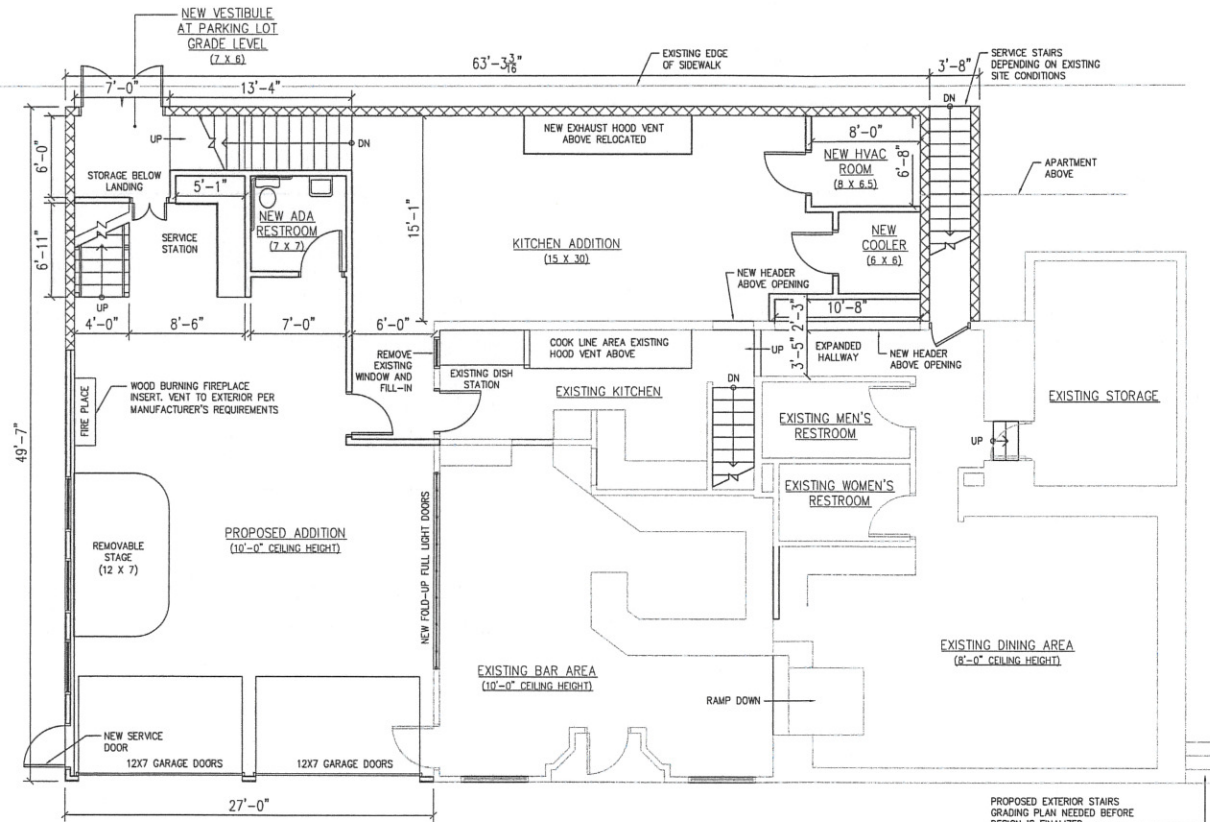 NEW VESTIBULE
AT PARKING LOT
GRADE LEVEL
(7 X 6)
63'-3 3/16"
EXISTING EDGE
OF SIDEWALK
3'-8"
SERVICE STAIRS
DEPENDING ON EXISTING
SITE CONDITIONS
7'-0"
13'-4"
DN
UP
DN
NEW EXHAUST HOOD VENT
ABOVE RELOCATED
8'-0"
NEW HVAC
ROOM
(8 X 6.5)
6'-8"
APARTMENT
ABOVE
6'-0"
STORAGE BELOW
LANDING
5'-1"
NEW ADA
RESTROOM
(7 X 7)
15'-1"
KITCHEN ADDITION
(15 X 30)
NEW
COOLER
(6 X 6)
6'-11"
SERVICE
STATION
UP
NEW HEADER
ABOVE OPENING
10'-8"
2'-3"
4'-0"
8'-6"
7'-0"
6'-0"
REMOVE
EXISTING
WINDOW AND
FILL-IN
COOK LINE AREA EXISTING
HOOD VENT ABOVE
EXISTING DISH
STATION
UP
3'-5"
EXPANDED
HALLWAY
NEW HEADER
ABOVE OPENING
FIRE PLACE
WOOD BURNING FIREPLACE
INSERT. VENT TO EXTERIOR PER
MANUFACTURER'S REQUIREMENTS
EXISTING KITCHEN
DN
EXISTING MEN'S
RESTROOM
EXISTING STORAGE
UP
49'-7"
EXISTING WOMEN'S
RESTROOM
REMOVABLE
STAGE
(12 X 7)
PROPOSED ADDITION
(10'-0" CEILING HEIGHT)
NEW FOLD-UP FULL LIGHT DOORS
EXISTING BAR AREA
(10'-0" CEILING HEIGHT)
EXISTING DINING AREA
(8'-0" CEILING HEIGHT)
RAMP DOWN
NEW SERVICE
DOOR
12X7 GARAGE DOORS
12X7 GARAGE DOORS
27'-0"
PROPOSED EXTERIOR STAIRS
GRADING PLAN NEEDED BEFORE
DESIGN IS FINALIZED